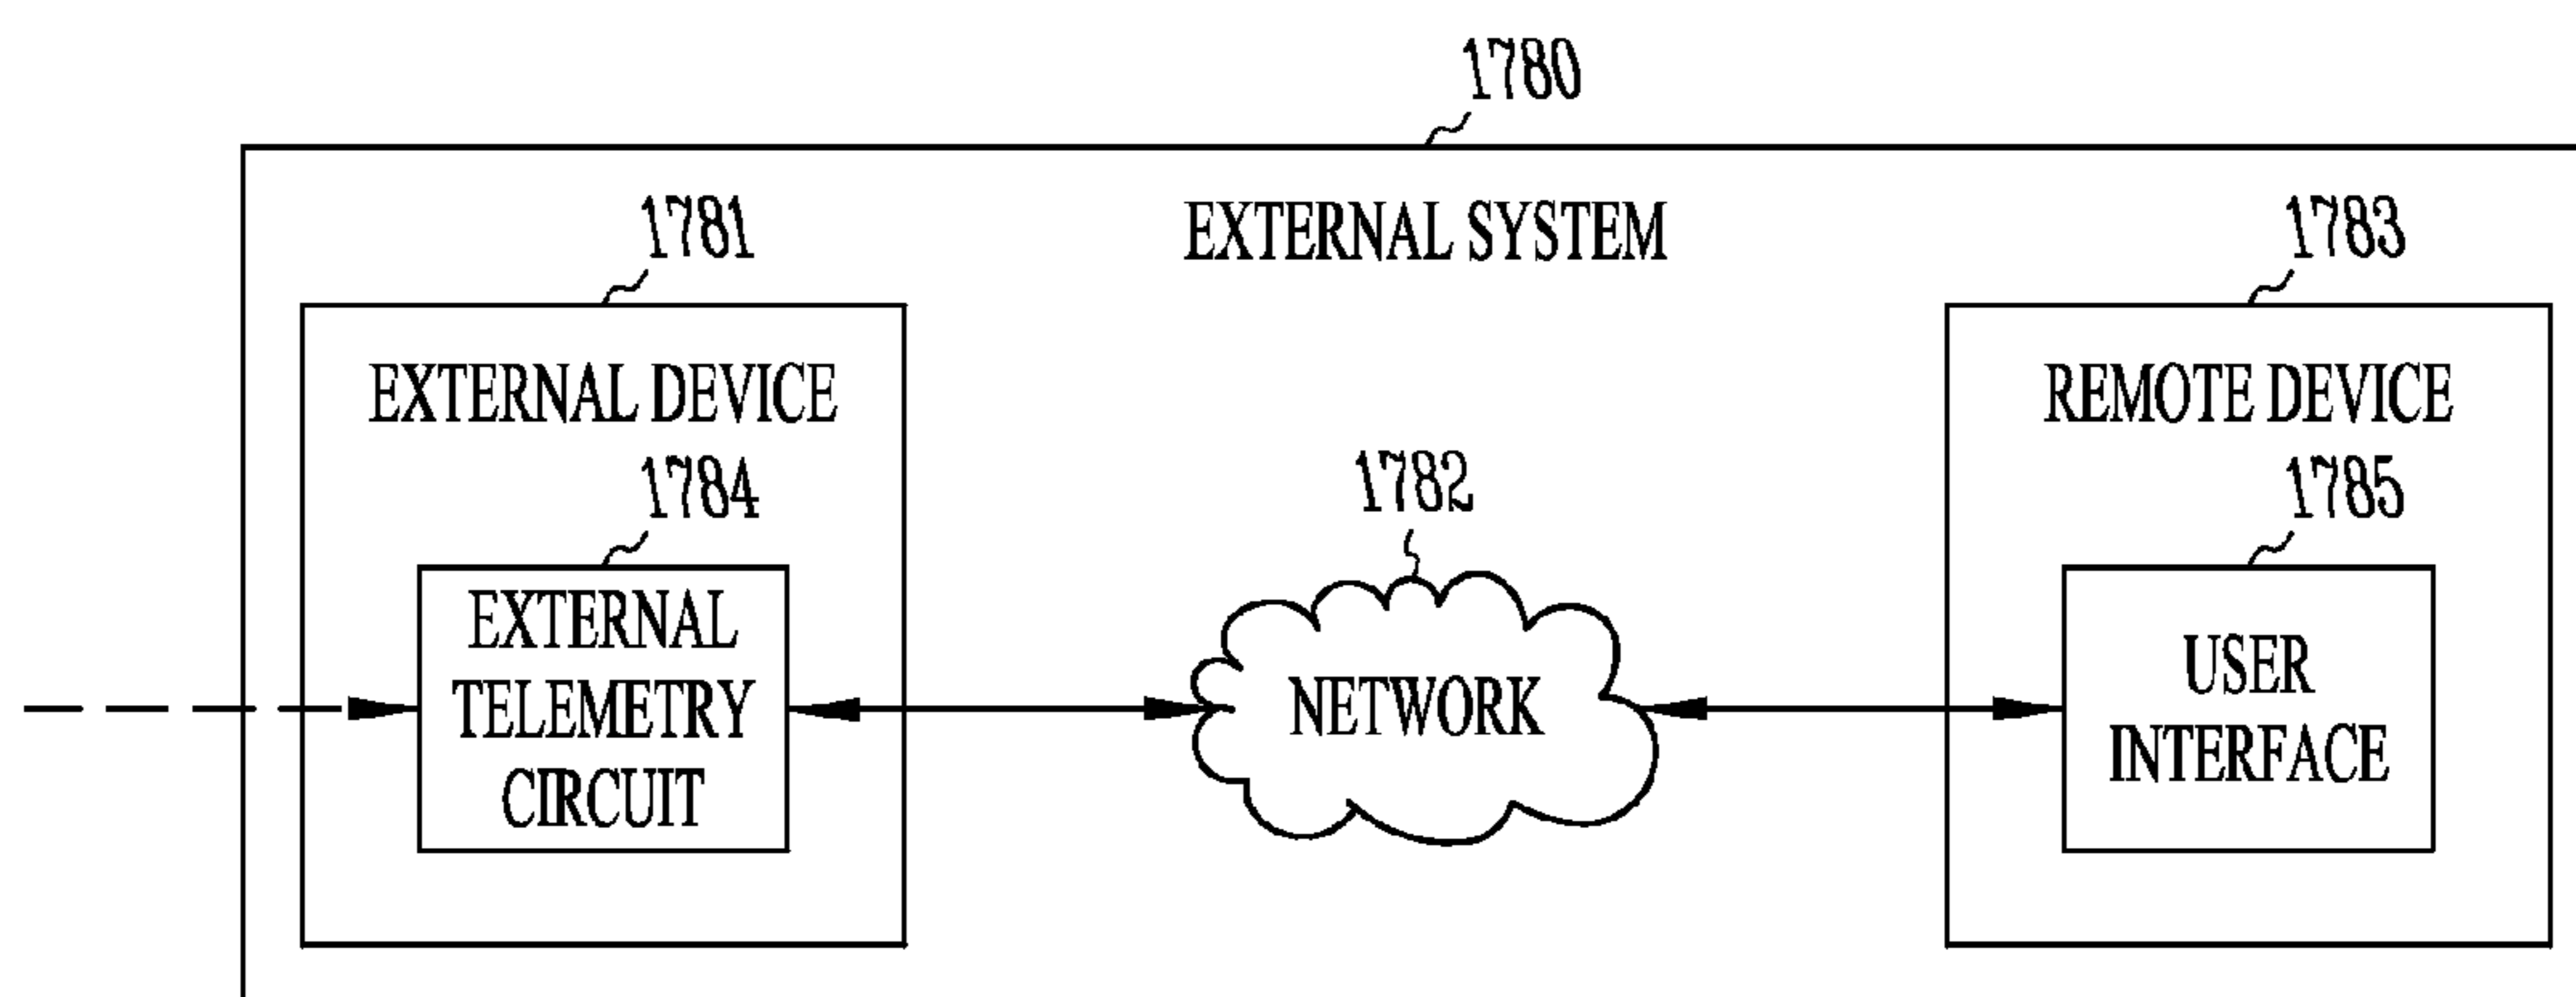 1780
EXTERNAL SYSTEM
1781
EXTERNAL DEVICE
1784
EXTERNAL
TELEMETRY
CIRCUIT
1782
NETWORK
1783
REMOTE DEVICE
1785
USER
INTERFACE